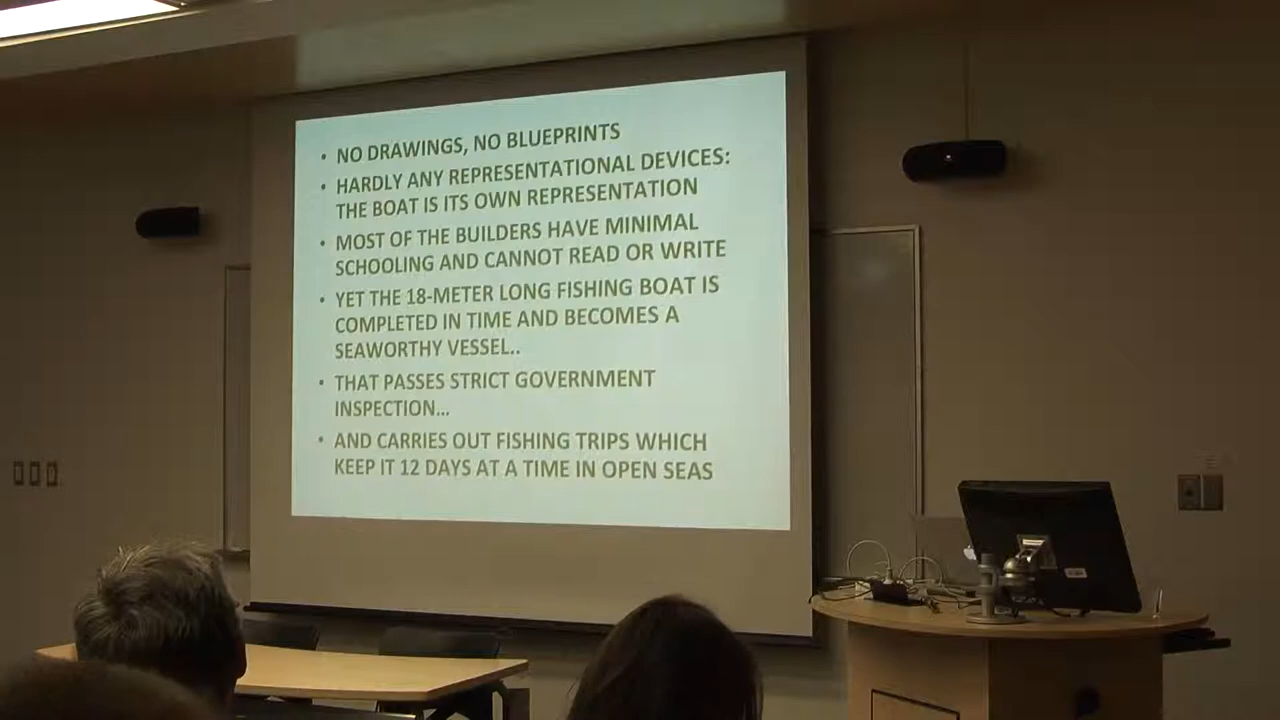 • NO DRAWINGS, NO BLUEPRINTS
• HARDLY ANY REPRESENTATIONAL DEVICES:
THE BOAT IS ITS OWN REPRESENTATION
• MOST OF THE BUILDERS HAVE MINIMAL
SCHOOLING AND CANNOT READ OR WRITE
• YET THE 18-METER LONG FISHING BOAT IS
COMPLETED IN TIME AND BECOMES A
SEAWORTHY VESSEL..
• THAT PASSES STRICT GOVERNMENT
INSPECTION...
• AND CARRIES OUT FISHING TRIPS WHICH
KEEP IT 12 DAYS AT A TIME IN OPEN SEAS